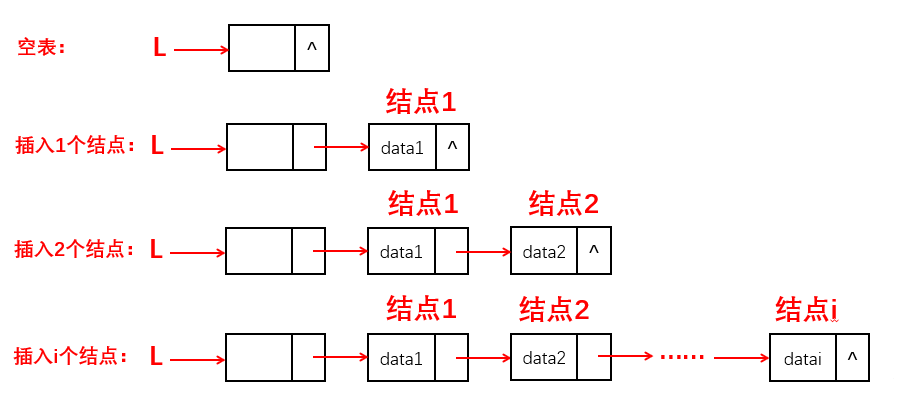 空表： L ^
结点1
插入1个结点： L data1 ^
结点1 结点2
插入2个结点： L data1 data2 ^
结点1 结点2 结点i
插入i个结点： L data1 data2 …… datai ^